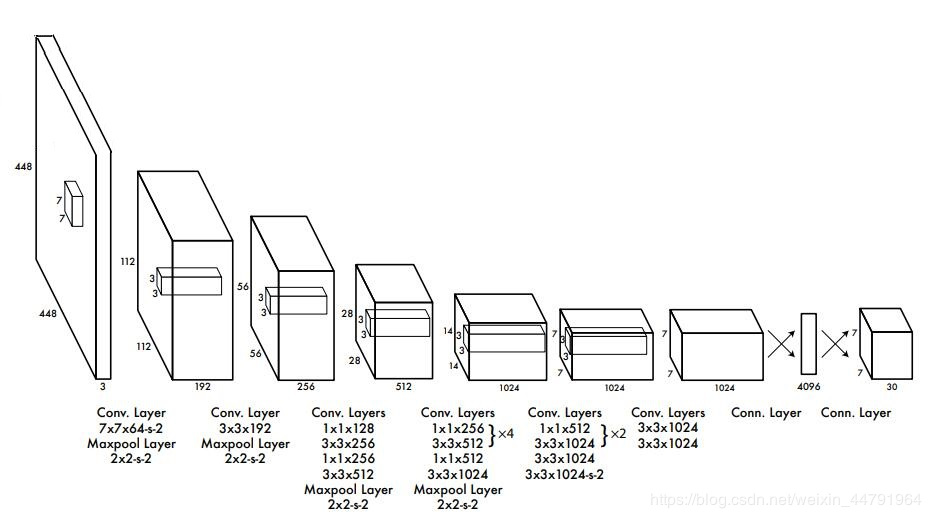 448
7
7
448
3
112
3
3
112
192
56
3
3
56
256
28
3
3
28
512
14
3
3
14
1024
7
3
3
7
1024
7
7
1024
4096
7
7
30
Conv. Layer
7x7x64-s-2
Maxpool Layer
2x2-s-2
Conv. Layer
3x3x192
Maxpool Layer
2x2-s-2
Conv. Layers
1x1x128
3x3x256
1x1x256
3x3x512
Maxpool Layer
2x2-s-2
Conv. Layers
1x1x256
3x3x512
}×4
1x1x512
3x3x1024
Maxpool Layer
2x2-s-2
Conv. Layers
1x1x512
3x3x1024
}×2
3x3x1024
3x3x1024-s-2
Conv. Layers
3x3x1024
3x3x1024
Conn. Layer
Conn. Layer
https://blog.csdn.net/weixin_44791964